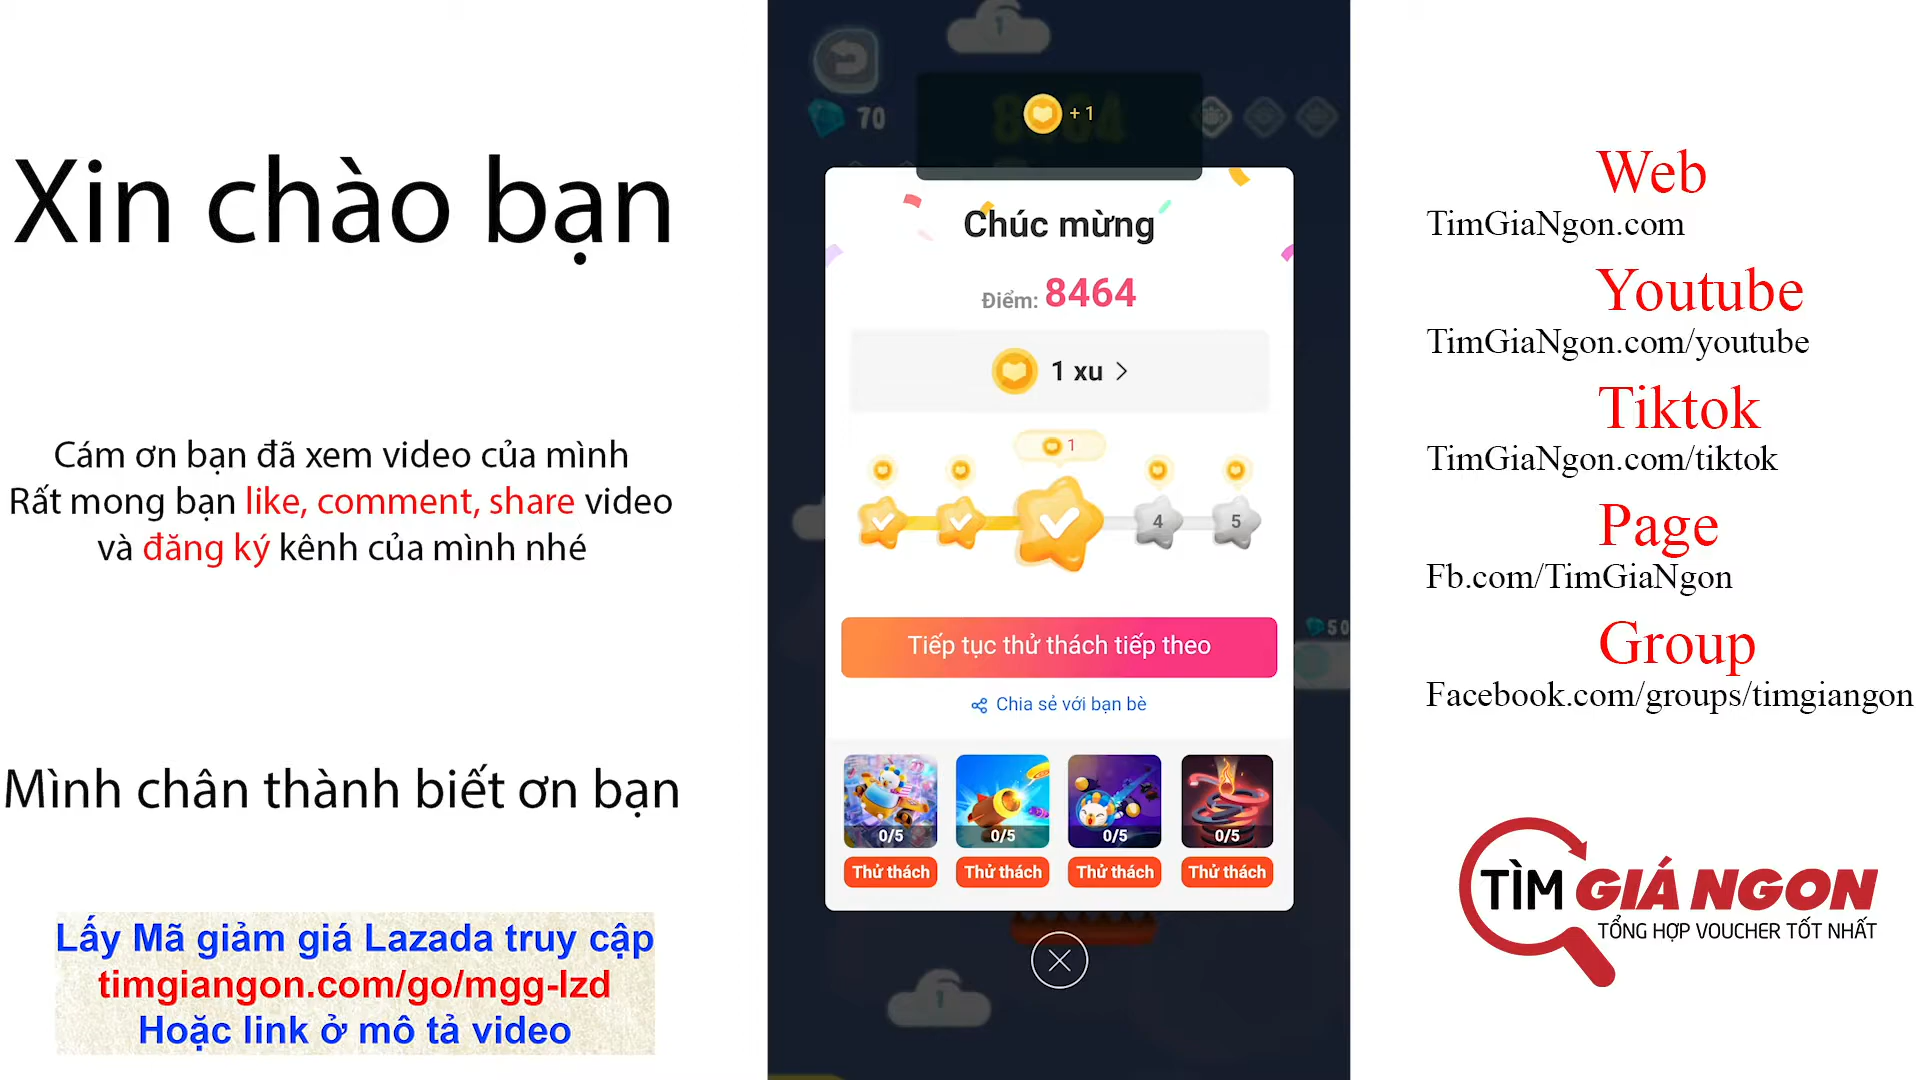 Xin chào bạn
Cám ơn bạn đã xem video của mình
Rất mong bạn like, comment, share video
và đăng ký kênh của mình nhé
Mình chân thành biết ơn bạn
Lấy Mã giảm giá Lazada truy cập
timgiangon.com/go/mgg-lzd
Hoặc link ở mô tả video
1
70
8464
+ 1
Chúc mừng
Điểm: 8464
1 xu >
1
4
5
50
Tiếp tục thử thách tiếp theo
Chia sẻ với bạn bè
0/5
0/5
0/5
0/5
Thử thách
Thử thách
Thử thách
Thử thách
1
Web
TimGiaNgon.com
Youtube
TimGiaNgon.com/youtube
Tiktok
TimGiaNgon.com/tiktok
Page
Fb.com/TimGiaNgon
Group
Facebook.com/groups/timgiangon
TÌM GIÁ NGON
TỔNG HỢP VOUCHER TỐT NHẤT